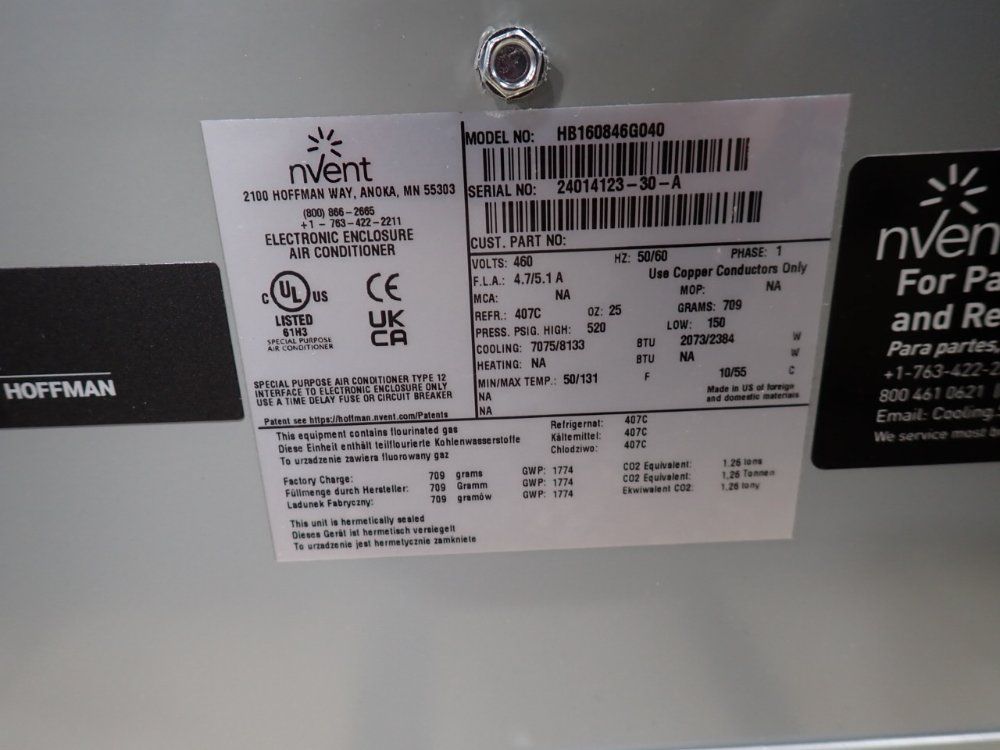 nVent
2100 HOFFMAN WAY, ANOKA, MN 55303
(800) 866-2665
+1 - 763-422-2211
ELECTRONIC ENCLOSURE
AIR CONDITIONER
C UL US
LISTED
61H3
SPECIAL PURPOSE
AIR CONDITIONER
CE
UK
CA
SPECIAL PURPOSE AIR CONDITIONER TYPE 12
INTERFACE TO ELECTRONIC ENCLOSURE ONLY
USE A TIME DELAY FUSE OR CIRCUIT BREAKER
Patent see https://hoffman.nvent.com/Patents
MODEL NO: HB160846G040
SERIAL NO: 24014123-30-A
CUST. PART NO:
VOLTS: 460 HZ: 50/60 PHASE: 1
F.L.A.: 4.7/5.1 A Use Copper Conductors Only
MCA: NA MOP: NA
REFR.: 407C OZ: 25 GRAMS: 709
PRESS. PSIG. HIGH: 520 LOW: 150
COOLING: 7075/8133 BTU 2073/2384 W
HEATING: NA BTU NA W
MIN/MAX TEMP.: 50/131 F 10/55 C
NA
NA
Made in US of foreign
and domestic materials
This equipment contains flourinated gas
Diese Einheit enthält teilflourierte Kohlenwasserstoffe
To urzadzenie zawiera fluorowany gaz
Refrigernat: 407C
Kältemittel: 407C
Chlodziwo: 407C
Factory Charge: 709 grams GWP: 1774 CO2 Equivalent: 1.26 tons
Füllmenge durch Hersteller: 709 Gramm GWP: 1774 CO2 Equivalent: 1.26 Tonnen
Ladunek Fabryczny: 709 gramów GWP: 1774 Ekwiwalent CO2: 1.26 tony
This unit is hermetically sealed
Dieses Gerät ist hermetisch versiegelt
To urzadzenie jest hermetycznie zamkniete
HOFFMAN
nVen
For Pa
and Re
Para partes,
+1-763-422-2
800 461 0621
Email: Cooling.
We service most b